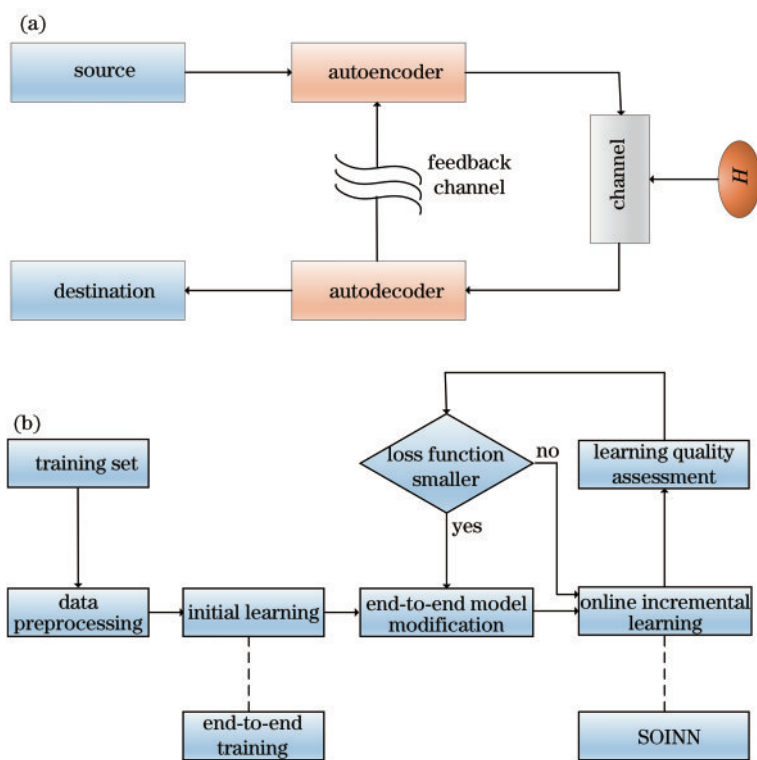 (a)
source
autoencoder
feedback
channel
channel
H
destination
autodecoder
(b)
training set
loss function
smaller
no
yes
learning quality
assessment
data
preprocessing
initial learning
end-to-end model
modification
online incremental
learning
end-to-end
training
SOINN